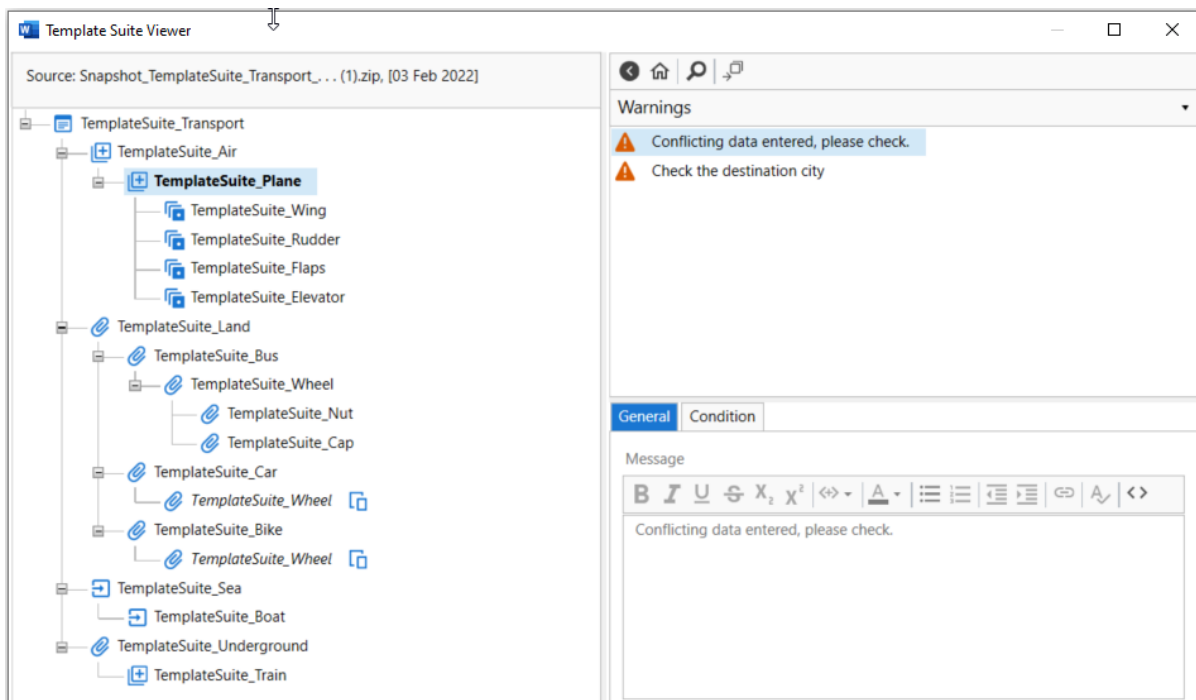 Template Suite Viewer
Source: Snapshot_TemplateSuite_Transport_. . . (1).zip, [03 Feb 2022]
TemplateSuite_Transport
TemplateSuite_Air
TemplateSuite_Plane
TemplateSuite_Wing
TemplateSuite_Rudder
TemplateSuite_Flaps
TemplateSuite_Elevator
TemplateSuite_Land
TemplateSuite_Bus
TemplateSuite_Wheel
TemplateSuite_Nut
TemplateSuite_Cap
TemplateSuite_Car
TemplateSuite_Wheel
TemplateSuite_Bike
TemplateSuite_Wheel
TemplateSuite_Sea
TemplateSuite_Boat
TemplateSuite_Underground
TemplateSuite_Train
Warnings
Conflicting data entered, please check.
Check the destination city
General Condition
Message
B I U S X₂ X² A A
Conflicting data entered, please check.